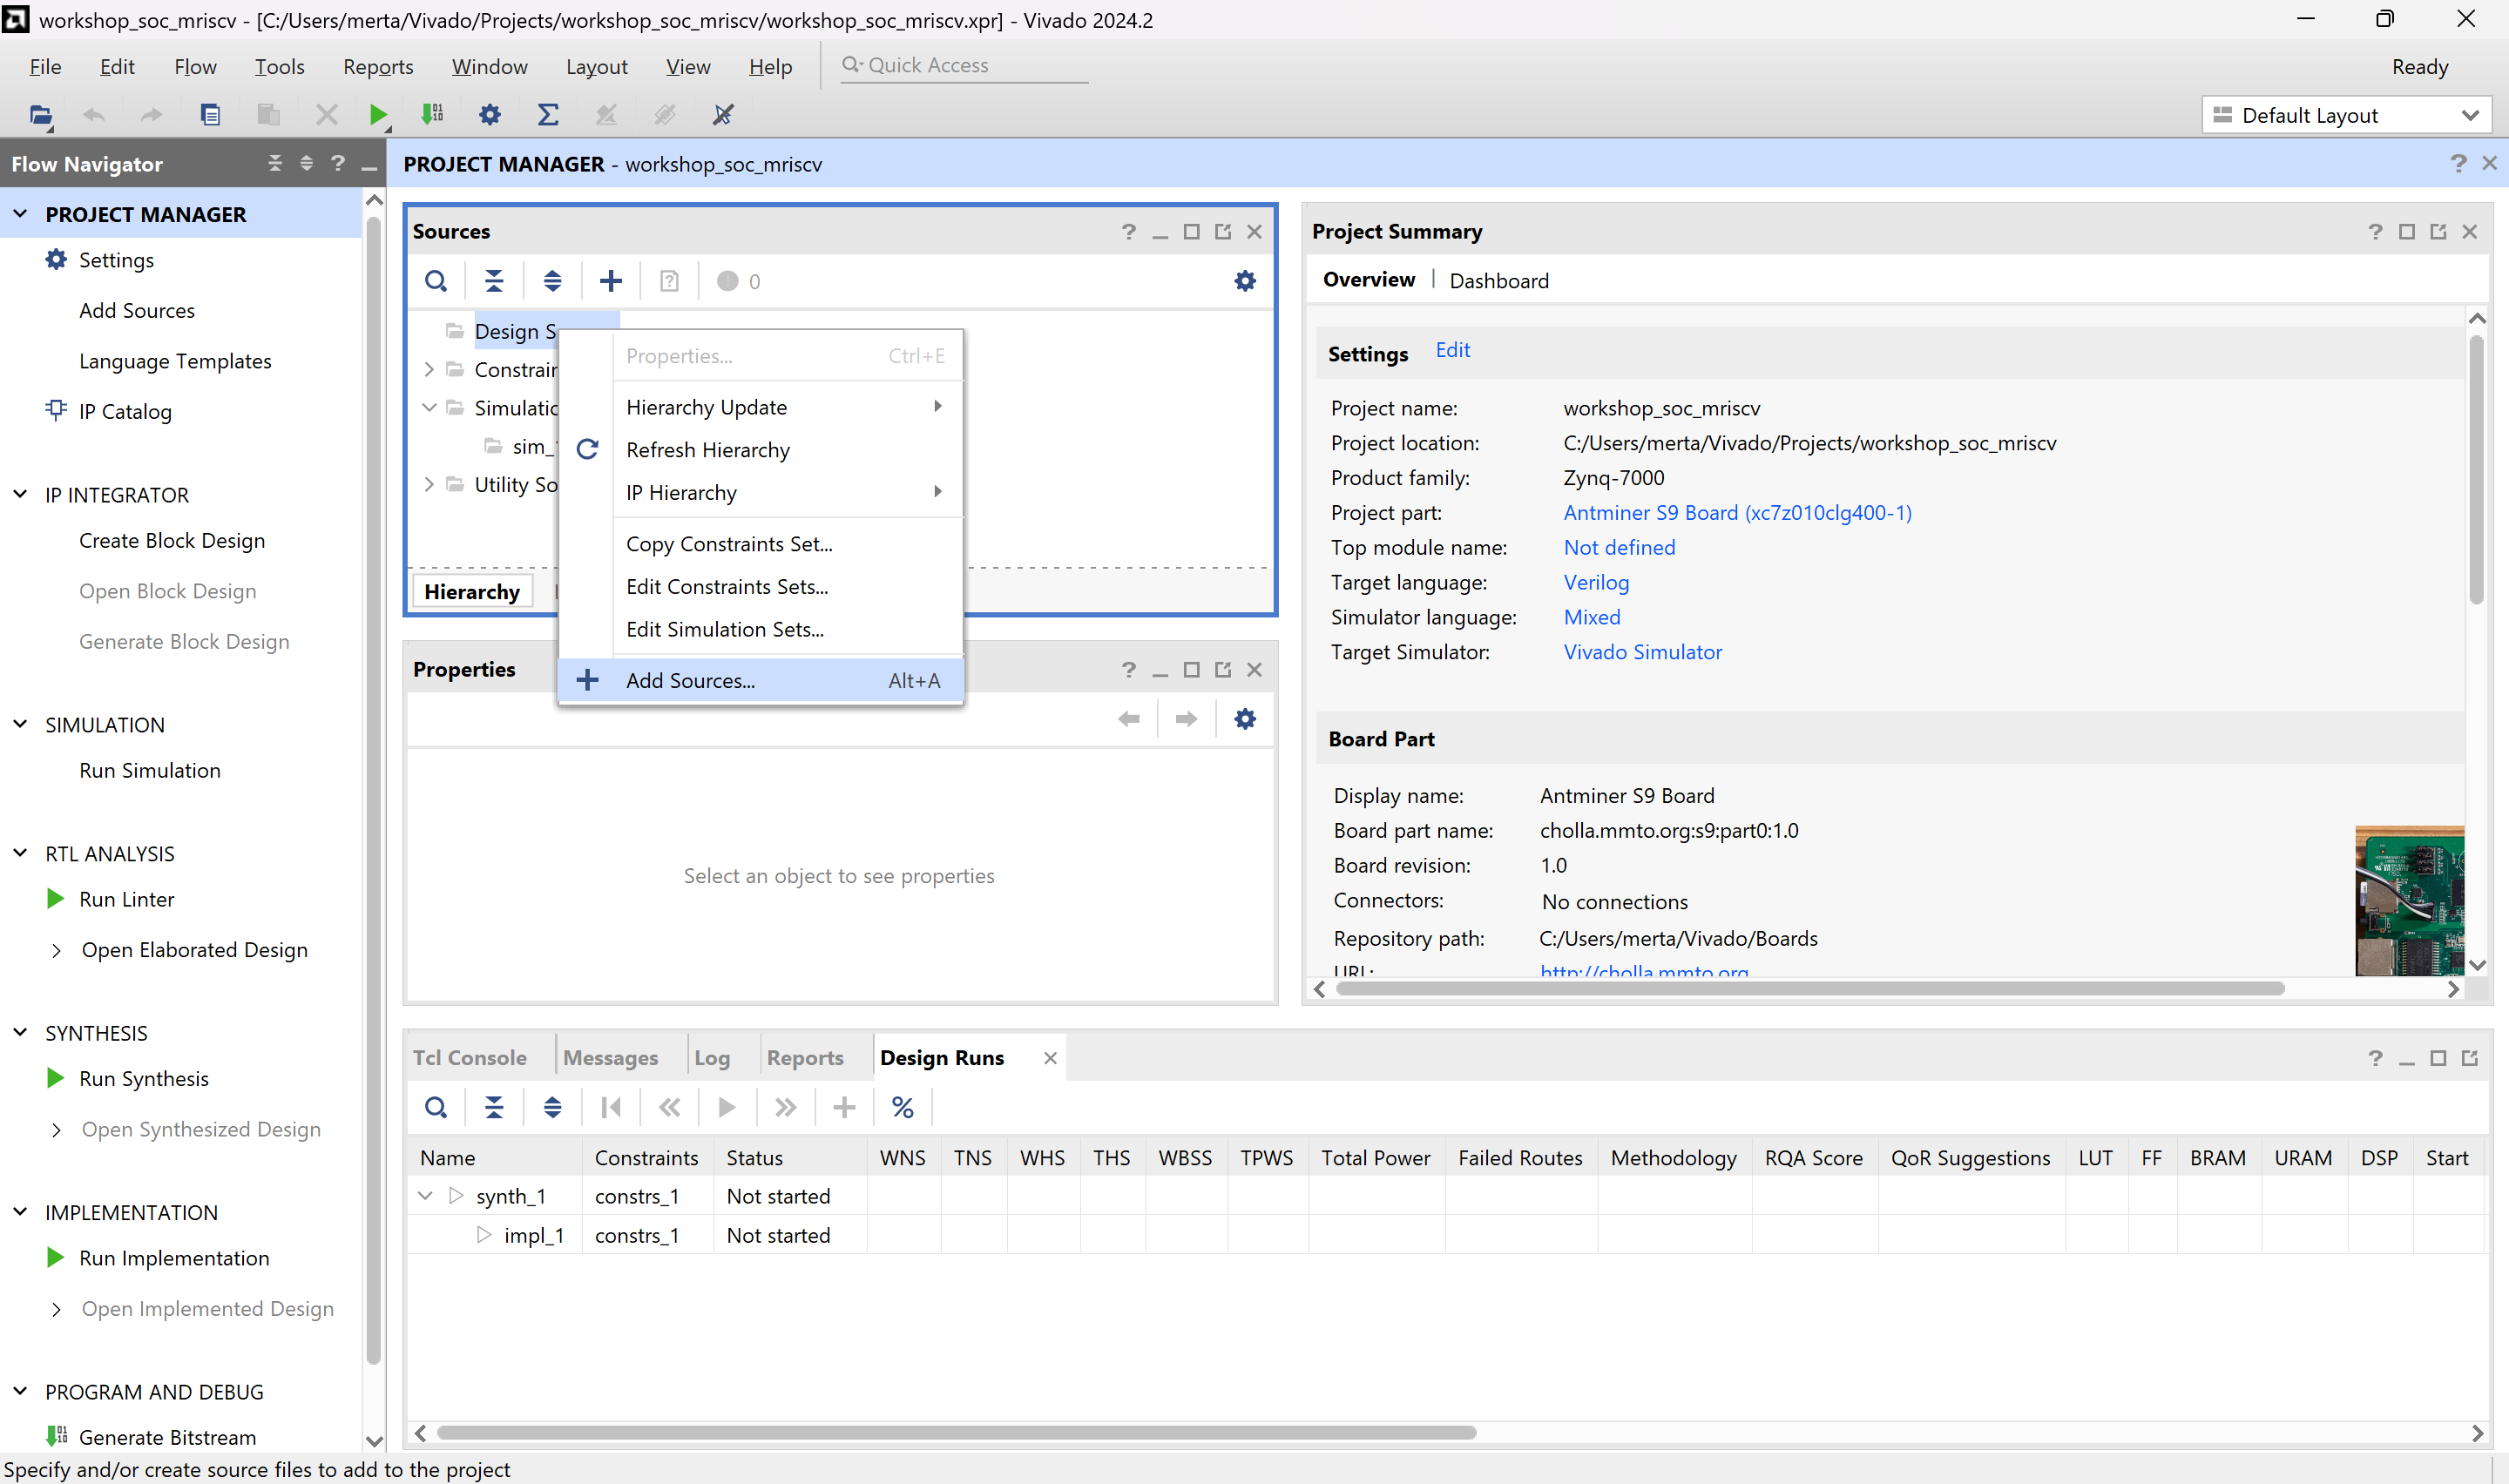 workshop_soc_mriscv - [C:/Users/merta/Vivado/Projects/workshop_soc_mriscv/workshop_soc_mriscv.xpr] - Vivado 2024.2
File Edit Flow Tools Reports Window Layout View Help Quick Access Ready
Default Layout
Flow Navigator
PROJECT MANAGER
Settings
Add Sources
Language Templates
IP Catalog
IP INTEGRATOR
Create Block Design
Open Block Design
Generate Block Design
SIMULATION
Run Simulation
RTL ANALYSIS
Run Linter
Open Elaborated Design
SYNTHESIS
Run Synthesis
Open Synthesized Design
IMPLEMENTATION
Run Implementation
Open Implemented Design
PROGRAM AND DEBUG
Generate Bitstream
PROJECT MANAGER - workshop_soc_mriscv
Sources
0
Design S
Constrain
Simulatio
sim_
Utility So
Hierarchy
Properties... Ctrl+E
Hierarchy Update
Refresh Hierarchy
IP Hierarchy
Copy Constraints Set...
Edit Constraints Sets...
Edit Simulation Sets...
Add Sources... Alt+A
Properties
Select an object to see properties
Project Summary
Overview | Dashboard
Settings Edit
Project name: workshop_soc_mriscv
Project location: C:/Users/merta/Vivado/Projects/workshop_soc_mriscv
Product family: Zynq-7000
Project part: Antminer S9 Board (xc7z010clg400-1)
Top module name: Not defined
Target language: Verilog
Simulator language: Mixed
Target Simulator: Vivado Simulator
Board Part
Display name: Antminer S9 Board
Board part name: cholla.mmto.org:s9:part0:1.0
Board revision: 1.0
Connectors: No connections
Repository path: C:/Users/merta/Vivado/Boards
URL: http://cholla.mmto.org
Tcl Console Messages Log Reports Design Runs
Name Constraints Status WNS TNS WHS THS WBSS TPWS Total Power Failed Routes Methodology RQA Score QoR Suggestions LUT FF BRAM URAM DSP Start
synth_1 constrs_1 Not started
impl_1 constrs_1 Not started
Specify and/or create source files to add to the project